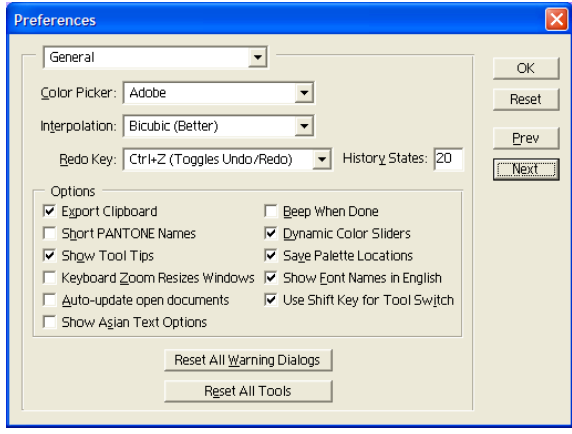 Preferences
General
OK
Color Picker: Adobe
Reset
Interpolation: Bicubic (Better)
Prev
Redo Key: Ctrl+Z (Toggles Undo/Redo) History States: 20
Next
Options
Export Clipboard Beep When Done
Short PANTONE Names Dynamic Color Sliders
Show Tool Tips Save Palette Locations
Keyboard Zoom Resizes Windows Show Font Names in English
Auto-update open documents Use Shift Key for Tool Switch
Show Asian Text Options
Reset All Warning Dialogs
Reset All Tools